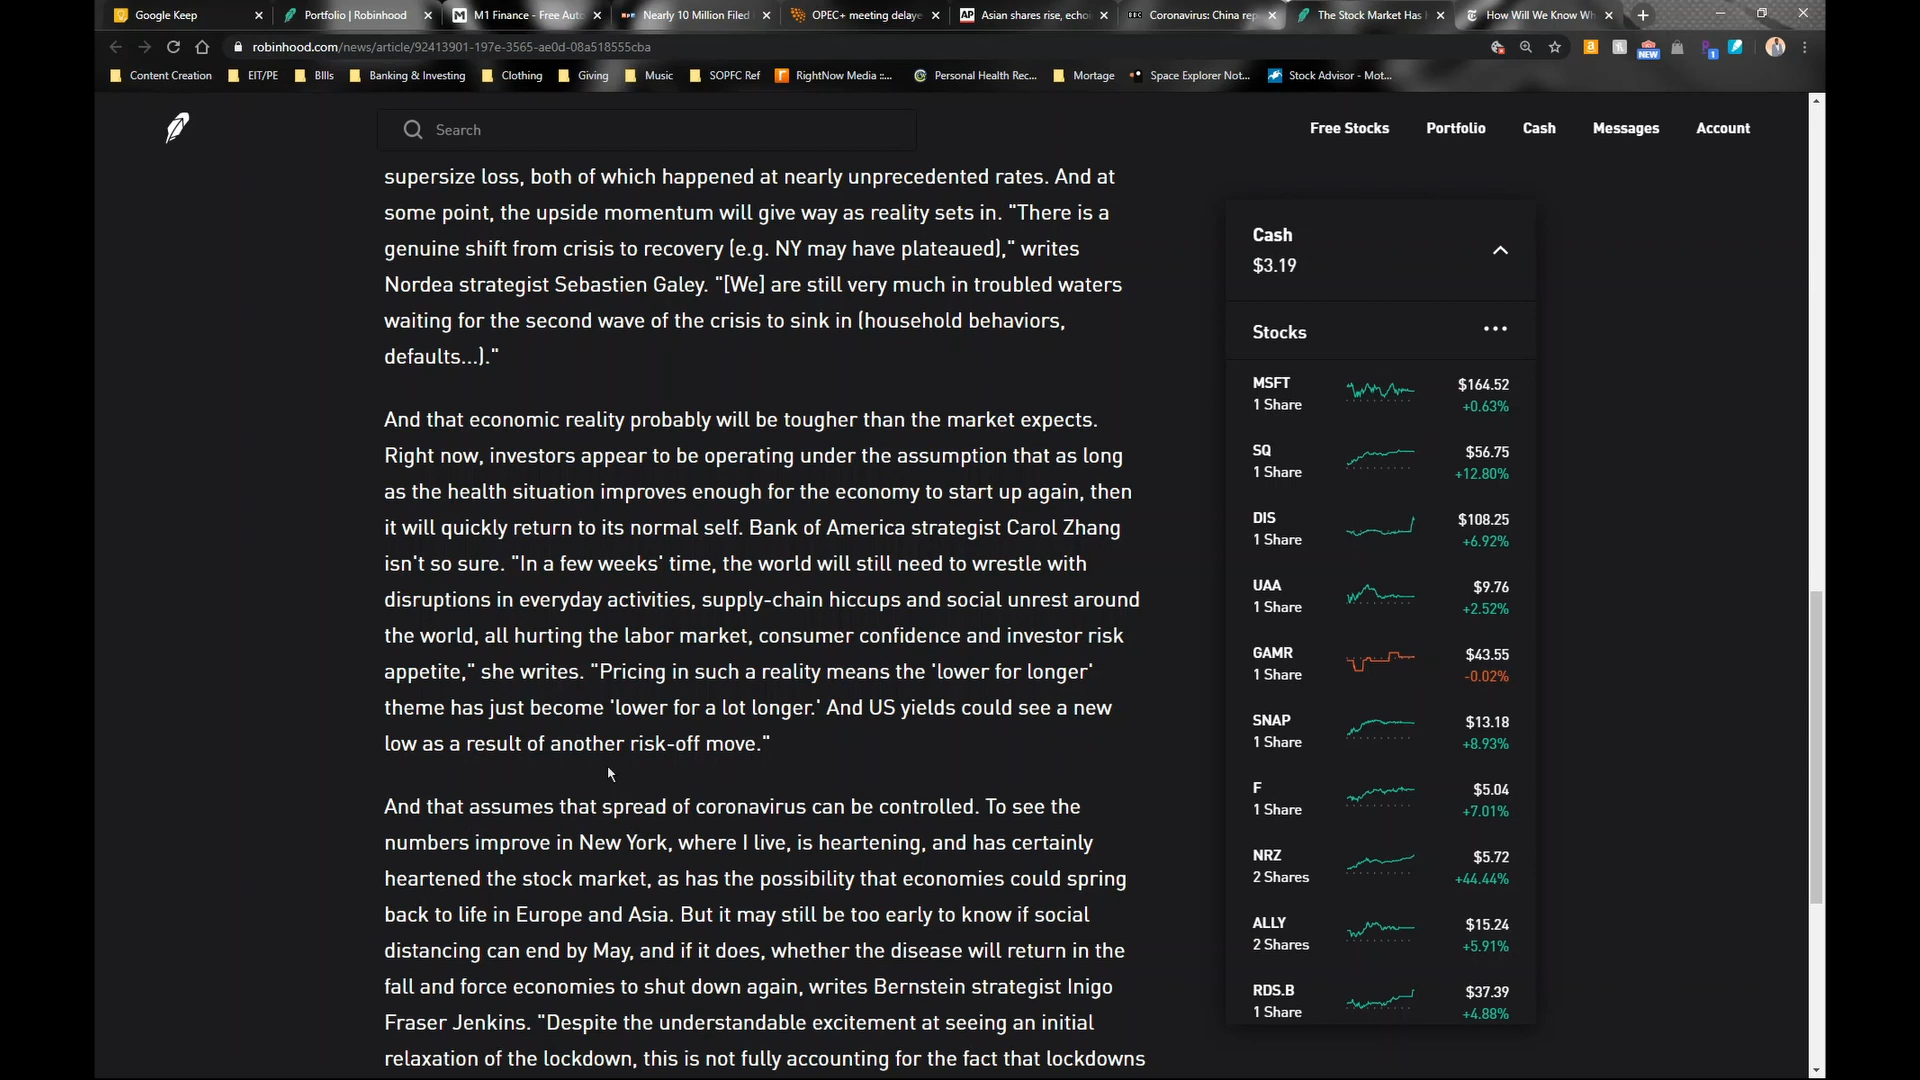 Google Keep
Portfolio | Robinhood
M1 Finance - Free Auto
Nearly 10 Million Filed
OPEC+ meeting delaye
Asian shares rise, echo
Coronavirus: China rep
The Stock Market Has
How Will We Know Wh
robinhood.com/news/article/92413901-197e-3565-ae0d-08a518555cba
NEW
1
Content Creation
EIT/PE
Bills
Banking & Investing
Clothing
Giving
Music
SOPFC Ref
RightNow Media ::...
Personal Health Rec...
Mortage
Space Explorer Not...
Stock Advisor - Mot...
Search
Free Stocks
Portfolio
Cash
Messages
Account
supersize loss, both of which happened at nearly unprecedented rates. And at
some point, the upside momentum will give way as reality sets in. "There is a
genuine shift from crisis to recovery (e.g. NY may have plateaued)," writes
Nordea strategist Sebastien Galey. "[We] are still very much in troubled waters
waiting for the second wave of the crisis to sink in (household behaviors,
defaults...)."
And that economic reality probably will be tougher than the market expects.
Right now, investors appear to be operating under the assumption that as long
as the health situation improves enough for the economy to start up again, then
it will quickly return to its normal self. Bank of America strategist Carol Zhang
isn't so sure. "In a few weeks' time, the world will still need to wrestle with
disruptions in everyday activities, supply-chain hiccups and social unrest around
the world, all hurting the labor market, consumer confidence and investor risk
appetite," she writes. "Pricing in such a reality means the 'lower for longer'
theme has just become 'lower for a lot longer.' And US yields could see a new
low as a result of another risk-off move."
And that assumes that spread of coronavirus can be controlled. To see the
numbers improve in New York, where I live, is heartening, and has certainly
heartened the stock market, as has the possibility that economies could spring
back to life in Europe and Asia. But it may still be too early to know if social
distancing can end by May, and if it does, whether the disease will return in the
fall and force economies to shut down again, writes Bernstein strategist Inigo
Fraser Jenkins. "Despite the understandable excitement at seeing an initial
relaxation of the lockdown, this is not fully accounting for the fact that lockdowns
Cash
$3.19
Stocks
MSFT $164.52
1 Share +0.63%
SQ $56.75
1 Share +12.80%
DIS $108.25
1 Share +6.92%
UAA $9.76
1 Share +2.52%
GAMR $43.55
1 Share -0.02%
SNAP $13.18
1 Share +8.93%
F $5.04
1 Share +7.01%
NRZ $5.72
2 Shares +44.44%
ALLY $15.24
2 Shares +5.91%
RDS.B $37.39
1 Share +4.88%